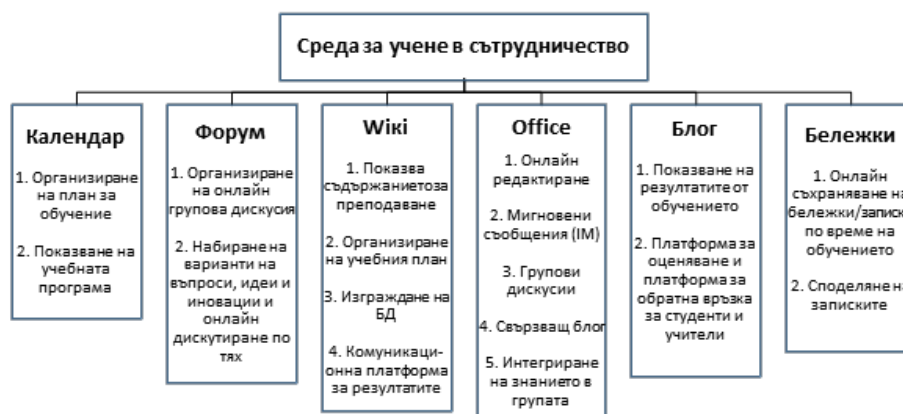 Среда за учене в сътрудничество
Календар
1. Организиране
на план за
обучение
2. Показване на
учебната
програма
Форум
1. Организиране
на онлайн
групова дискусия
2. Набиране на
варианти на
въпроси, идеи и
иновации и
онлайн
дискутиране по
тях
Wiki
1. Показва
съдържаниетоза
преподаване
2. Организиране
на учебния план
3. Изграждане на
БД
4. Комуникаци-
онна платформа
за резултатите
Office
1. Онлайн
редактиране
2. Мигновени
съобщения (IM)
3. Групови
дискусии
4. Свързващ блог
5. Интегриране
на знанието в
групата
Блог
1. Показване на
резултатите от
обучението
2. Платформа за
оценяване и
платформа за
обратна връзка
за студенти и
учители
Бележки
1. Онлайн
съхраняване на
бележки/записки
по време на
обучението
2. Споделяне на
записките